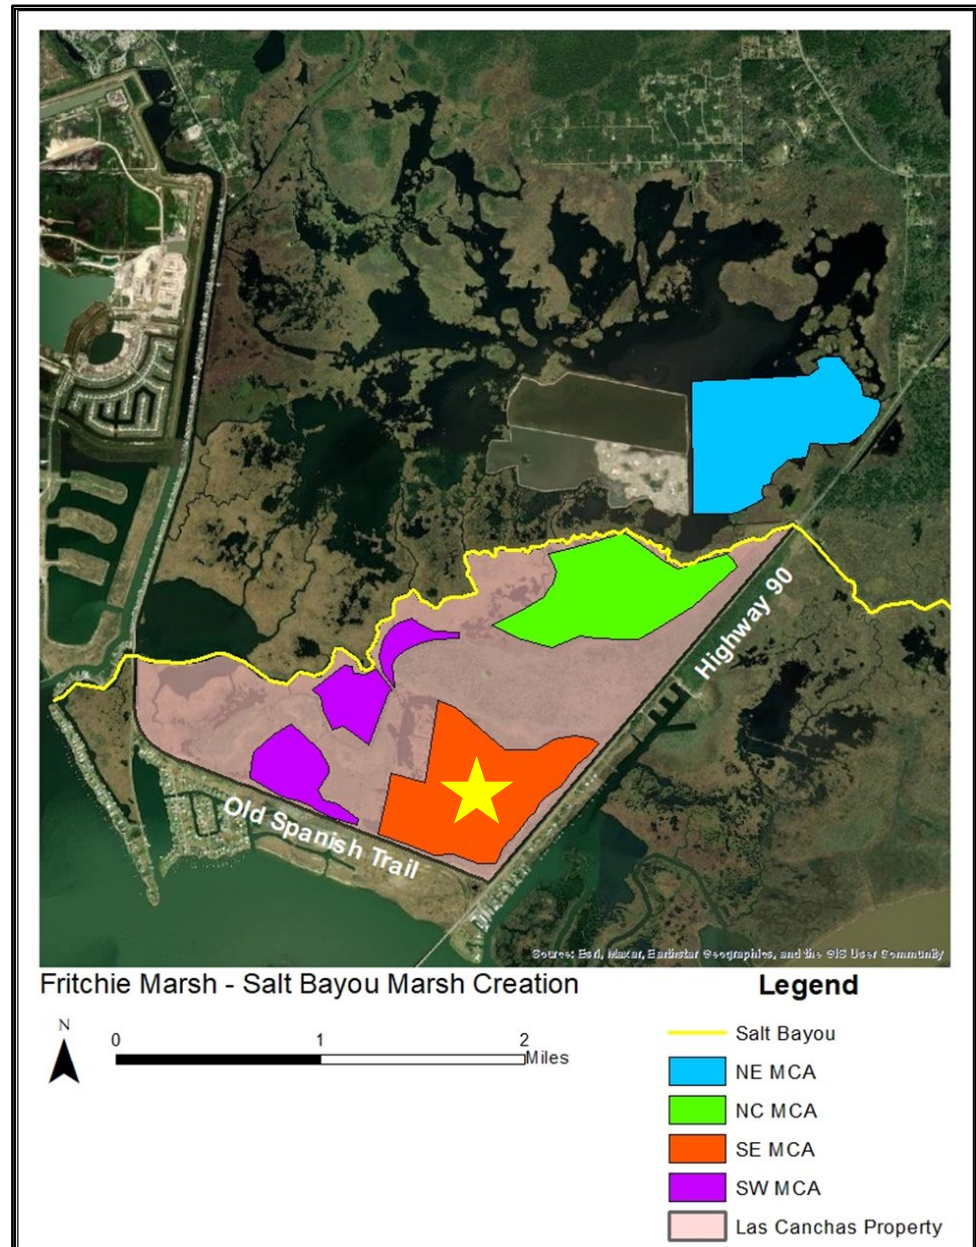 Highway 90
Old Spanish Trail
Source: Esri, Maxar, Earthstar Geographics, and the GIS User Community
Fritchie Marsh - Salt Bayou Marsh Creation
Legend
N
0 1 2
Miles
Salt Bayou
NE MCA
NC MCA
SE MCA
SW MCA
Las Canchas Property